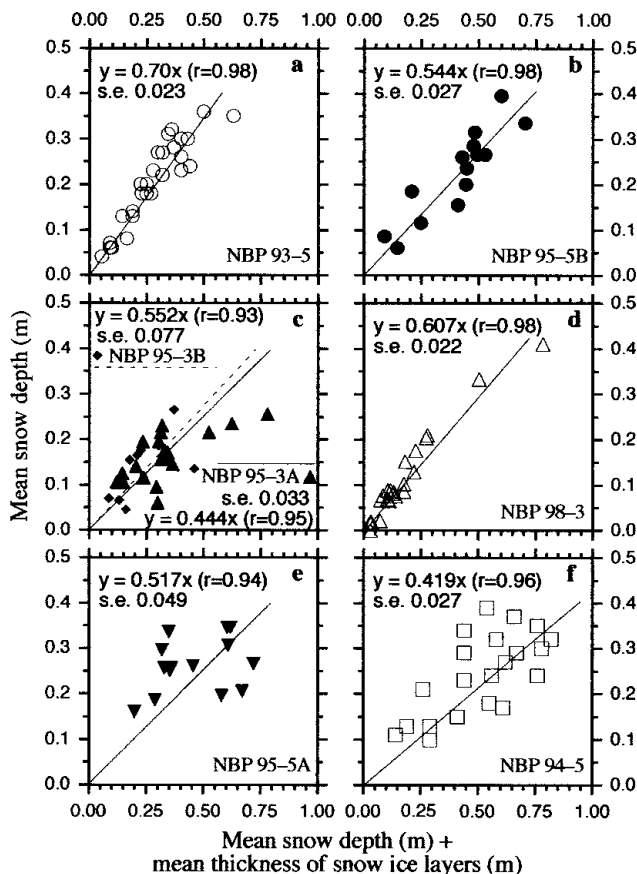 0.00 0.25 0.50 0.75 1.00
0.00 0.25 0.50 0.75 1.00
Mean snow depth (m)
0.5
0.4
0.3
0.2
0.1
0.0
y = 0.70x (r=0.98)
s.e. 0.023
a
NBP 93–5
0.5
0.4
0.3
0.2
0.1
0.0
y = 0.544x (r=0.98)
s.e. 0.027
b
NBP 95–5B
0.5
0.4
0.3
0.2
0.1
0.0
y = 0.552x (r=0.93)
s.e. 0.077
c
NBP 95–3B
NBP 95–3A
s.e. 0.033
y = 0.444x (r=0.95)
0.5
0.4
0.3
0.2
0.1
0.0
y = 0.607x (r=0.98)
s.e. 0.022
d
NBP 98–3
0.5
0.4
0.3
0.2
0.1
0.0
y = 0.517x (r=0.94)
s.e. 0.049
e
NBP 95–5A
0.5
0.4
0.3
0.2
0.1
0.0
y = 0.419x (r=0.96)
s.e. 0.027
f
NBP 94–5
0.00 0.25 0.50 0.75 1.00
0.00 0.25 0.50 0.75 1.00
Mean snow depth (m) +
mean thickness of snow ice layers (m)